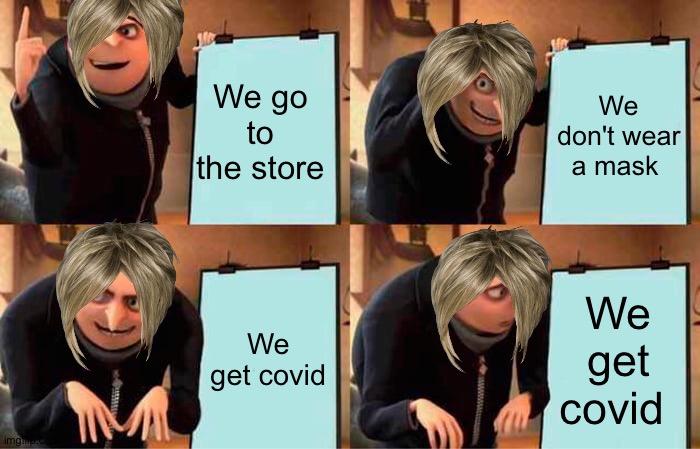 We go
to
the store
We
don't wear
a mask
We
get covid
We
get
covid